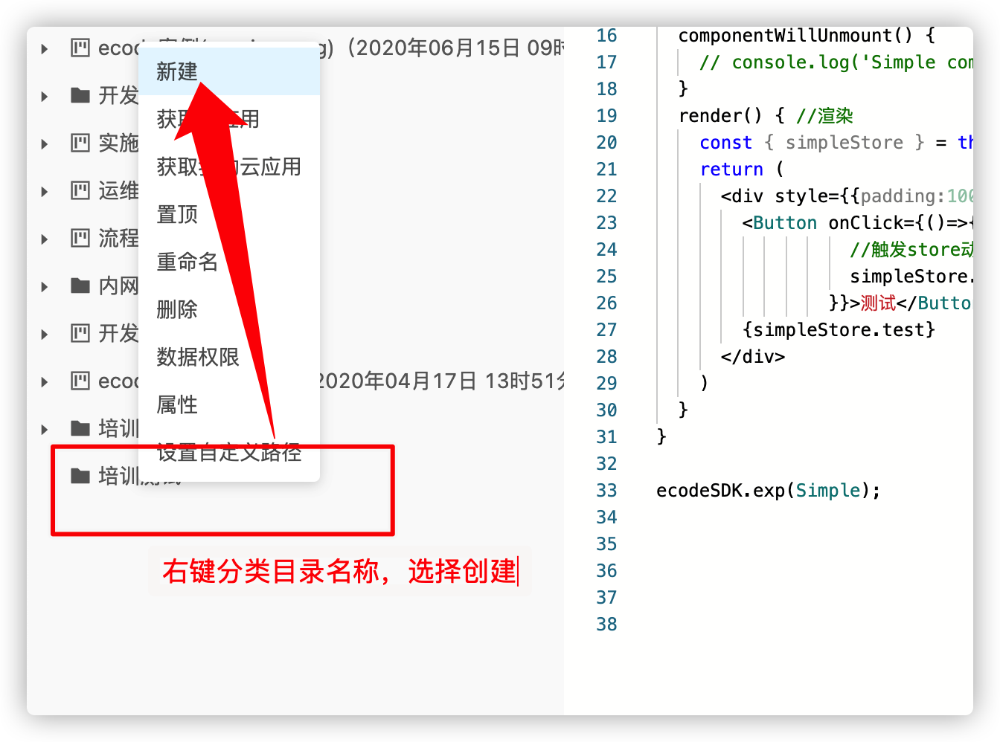 ecod
g)（2020年06月15日 09时
开发
实施
运维
流程
内网
开发
ecod
2020年04月17日 13时51分
培训
培训测试
新建
获取 应用
获取 云应用
置顶
重命名
删除
数据权限
属性
设置自定义路径
右键分类目录名称，选择创建
16 componentWillUnmount() {
17 // console.log('Simple com
18 }
19 render() { //渲染
20 const { simpleStore } = th
21 return (
22 <div style={{padding:100
23 <Button onClick={()=>{
24 //触发store动
25 simpleStore.
26 }}>测试</Butto
27 {simpleStore.test}
28 </div>
29 )
30 }
31 }
32
33 ecodeSDK.exp(Simple);
34
35
36
37
38